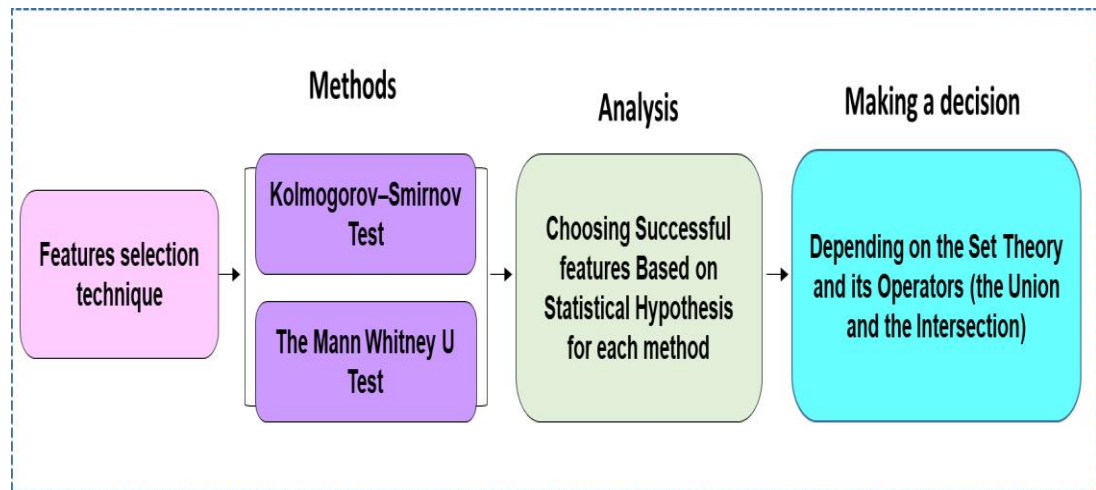 Methods
Analysis
Making a decision
Features selection
technique
Kolmogorov–Smirnov
Test
The Mann Whitney U
Test
Choosing Successful
features Based on
Statistical Hypothesis
for each method
Depending on the Set Theory
and its Operators (the Union
and the Intersection)